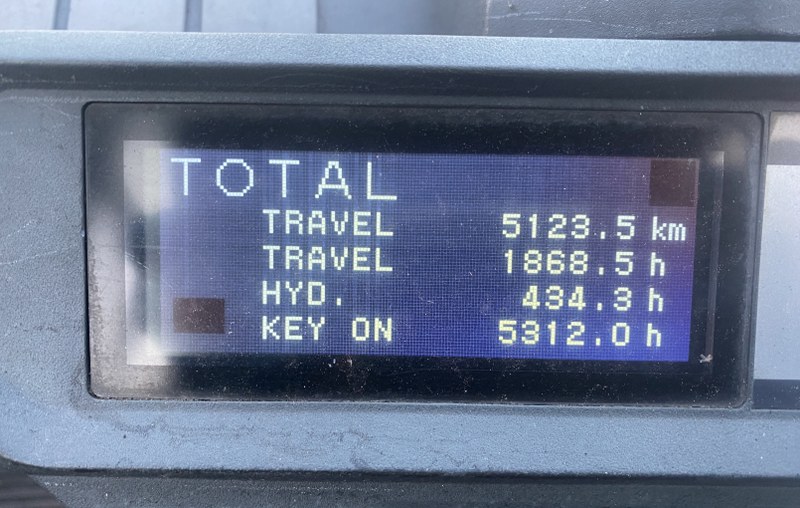 TOTAL
TRAVEL 5123.5 km
TRAVEL 1868.5 h
HYD. 434.3 h
KEY ON 5312.0 h